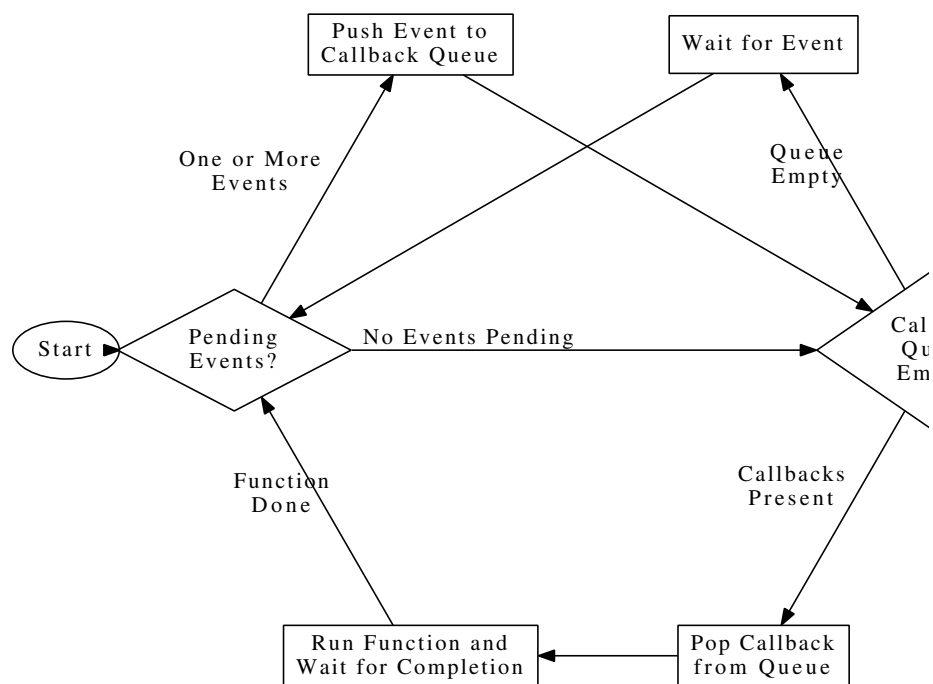 Push Event to
Callback Queue
Wait for Event
One or More
Events
Queue
Empty
Start
Pending
Events?
No Events Pending
Function
Done
Callbacks
Present
Run Function and
Wait for Completion
Pop Callback
from Queue